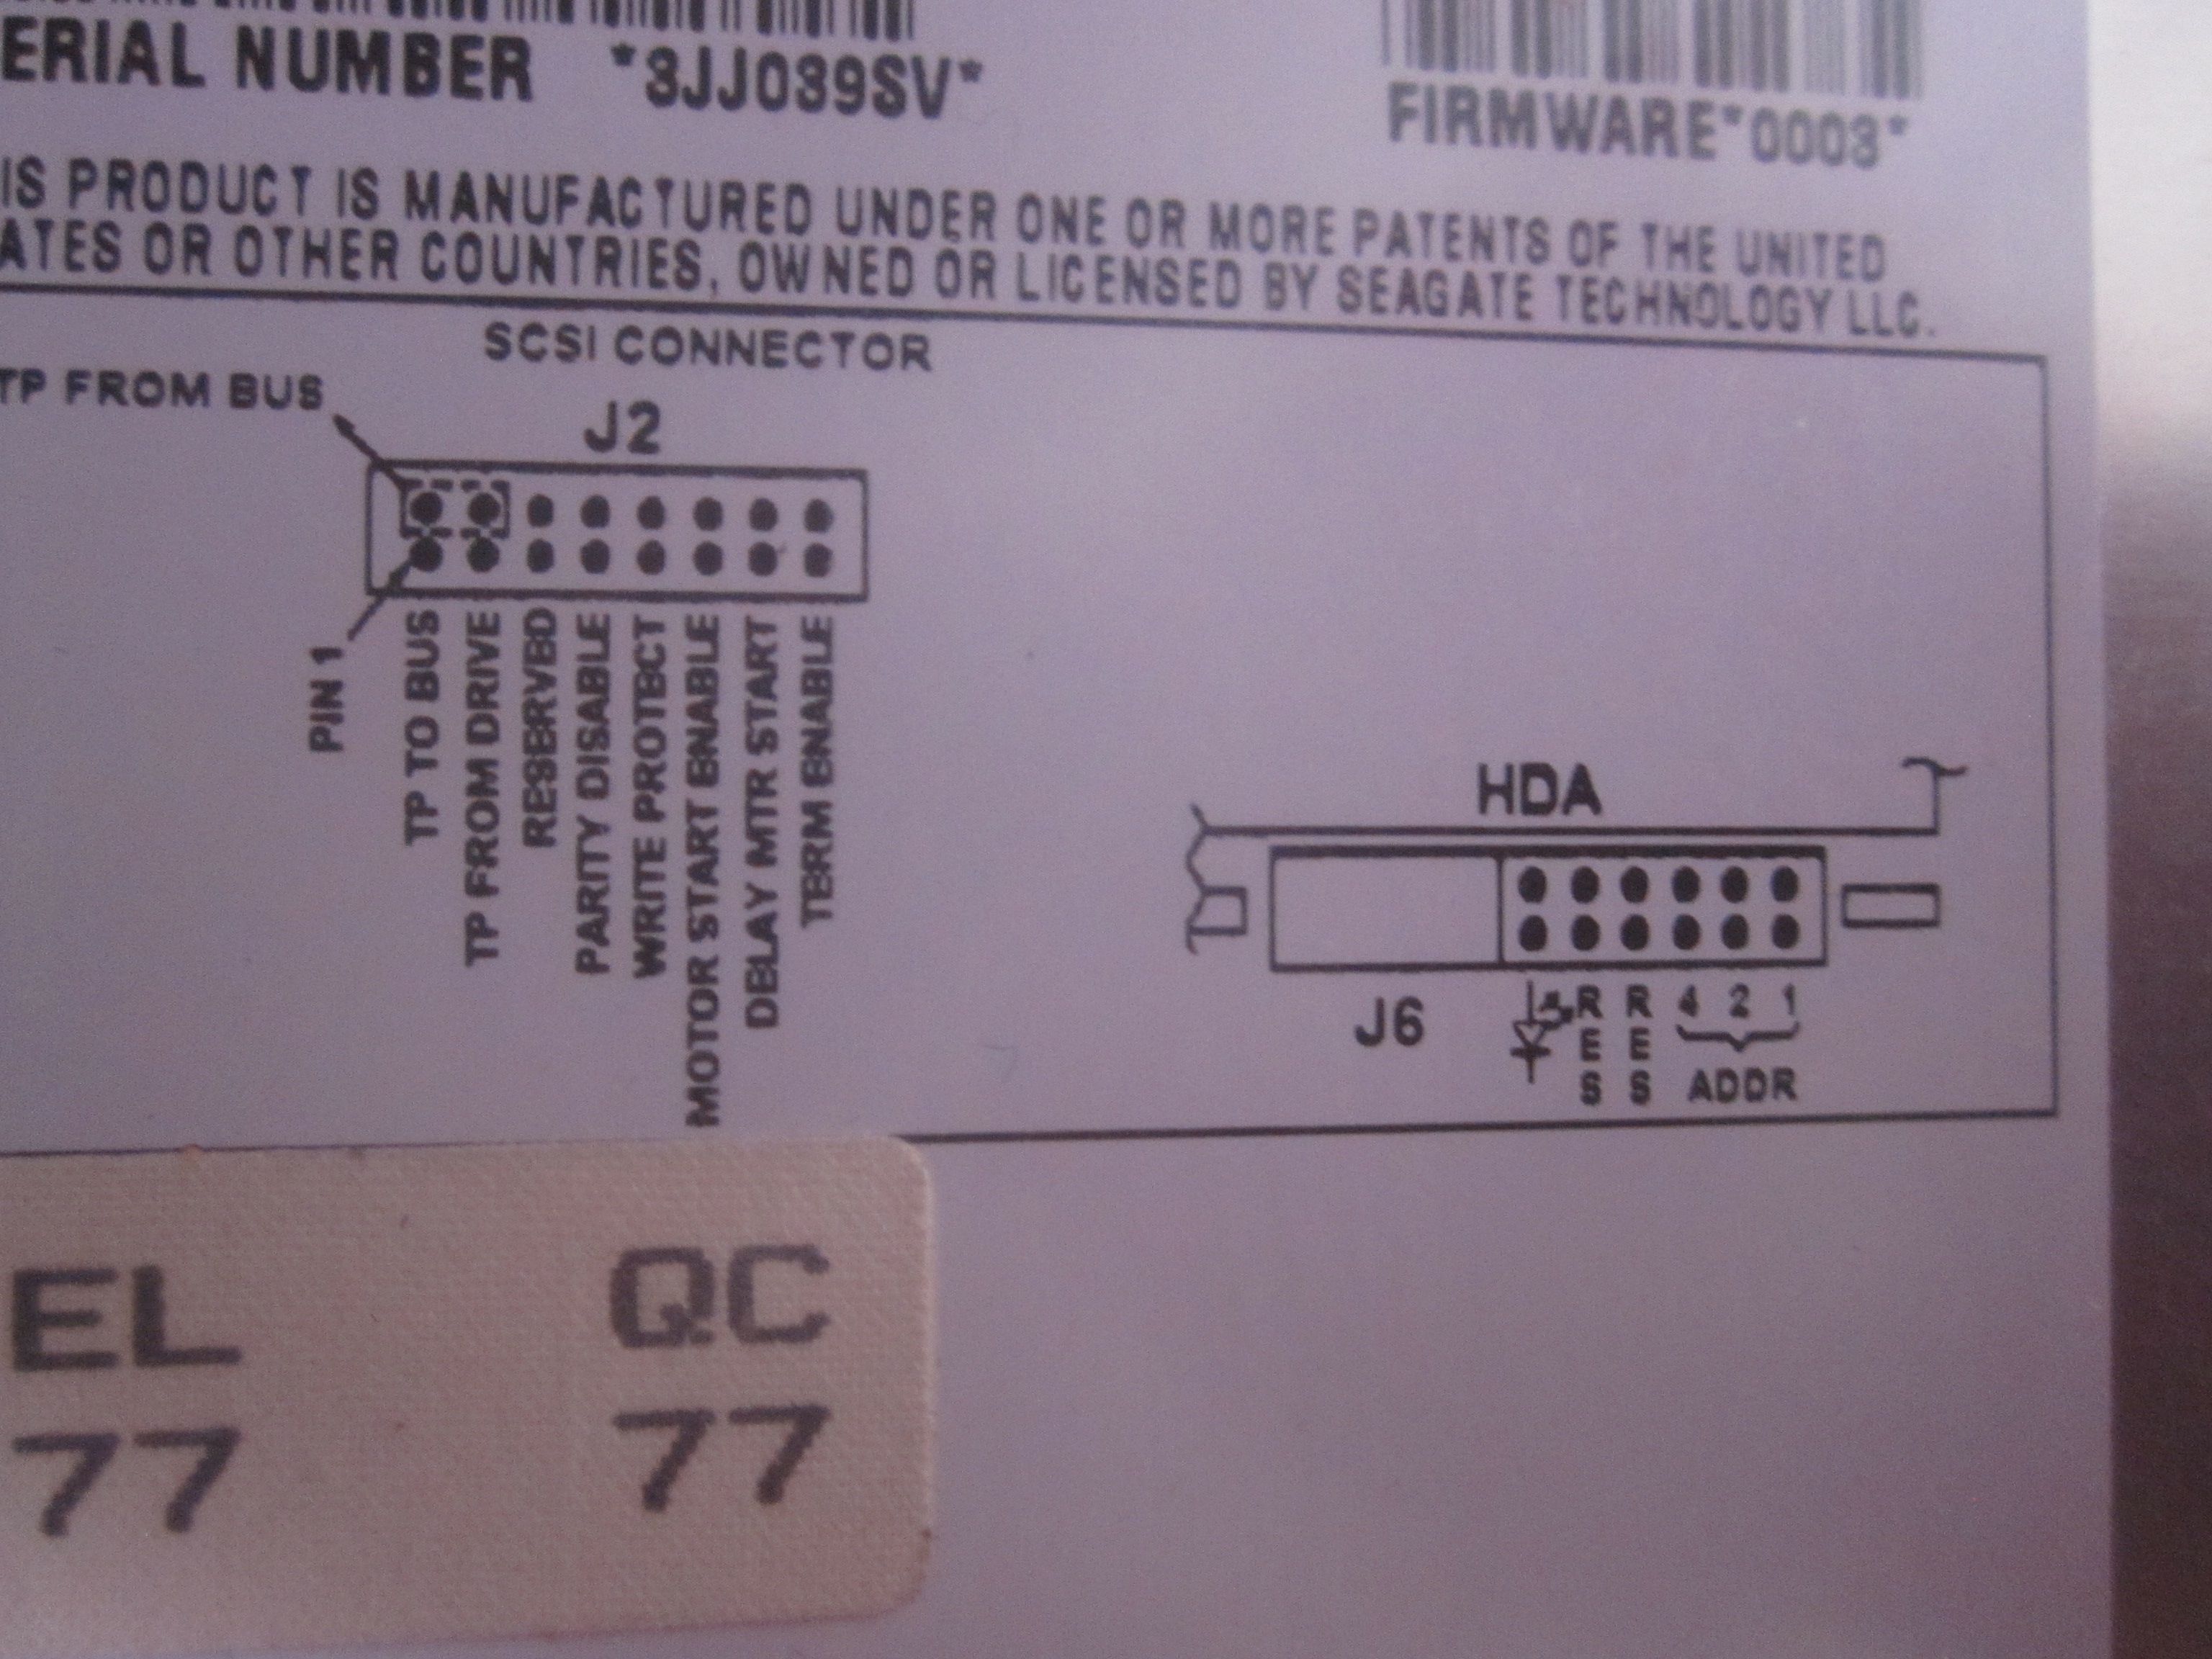 ERIAL NUMBER *3JJ039SV*
FIRMWARE*0003*
IS PRODUCT IS MANUFACTURED UNDER ONE OR MORE PATENTS OF THE UNITED
ATES OR OTHER COUNTRIES, OWNED OR LICENSED BY SEAGATE TECHNOLOGY LLC.
SCSI CONNECTOR
TP FROM BUS
J2
PIN 1
TP TO BUS
TP FROM DRIVE
RESERVED
PARITY DISABLE
WRITE PROTECT
MOTOR START ENABLE
DELAY MTR START
TERM ENABLE
HDA
J6
RES
RES
4 2 1
ADDR
EL QC
77 77